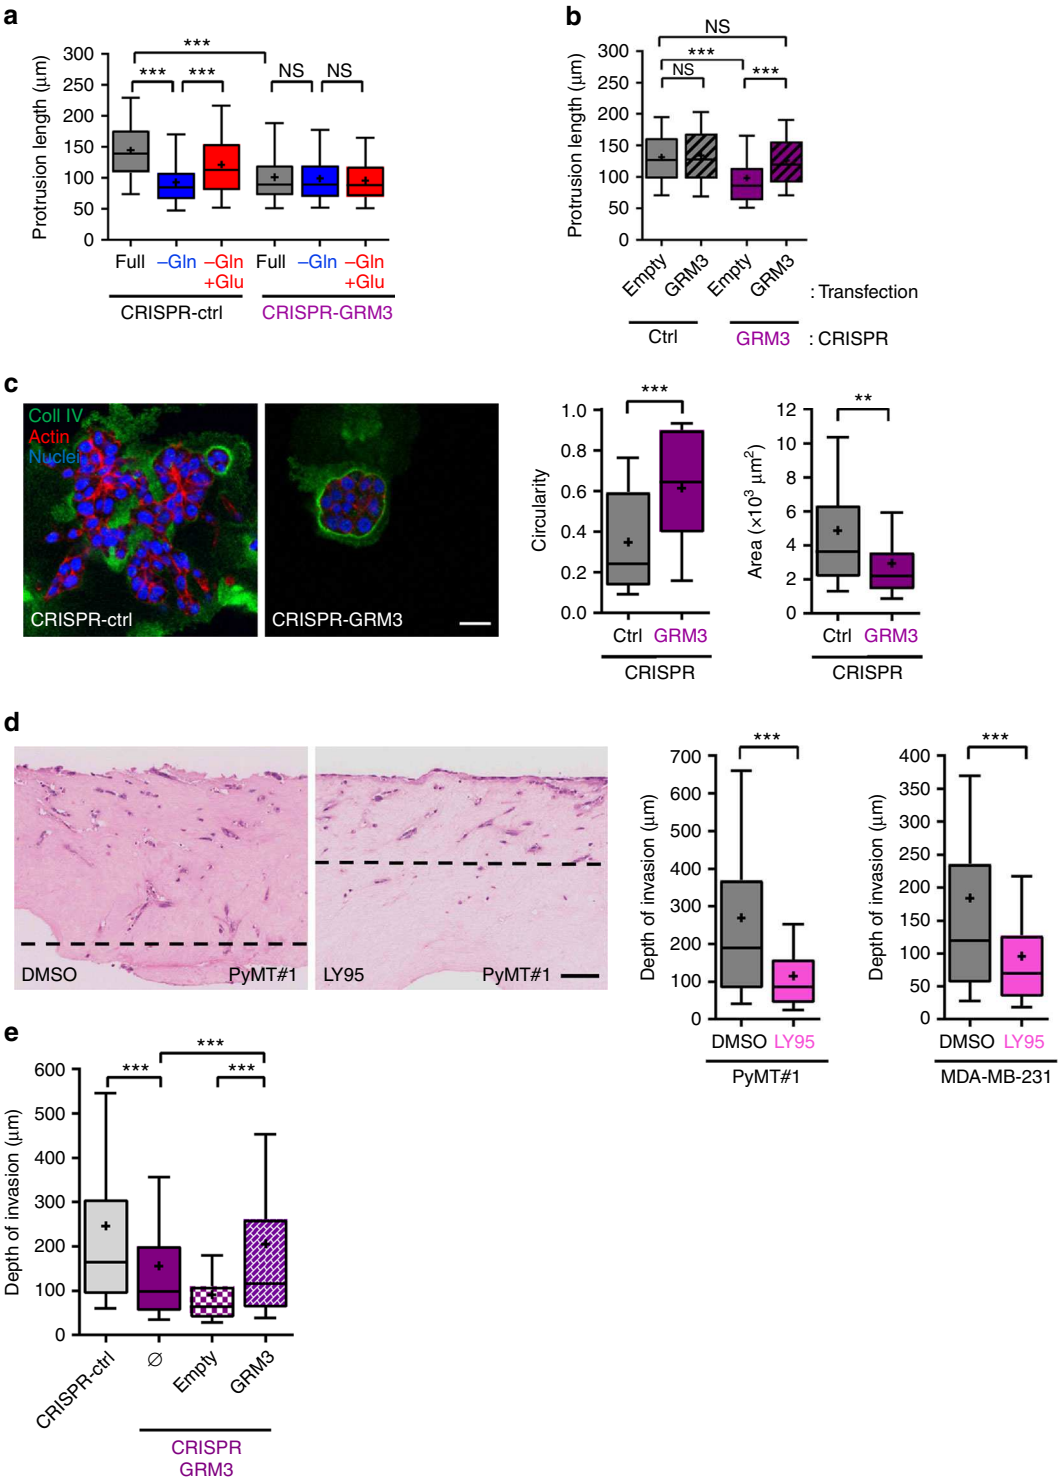 a
Protrusion length (µm)
300
250
200
150
100
50
0
***
*** *** NS NS
Full –Gln –Gln +Glu Full –Gln –Gln +Glu
CRISPR-ctrl CRISPR-GRM3
b
Protrusion length (µm)
300
250
200
150
100
50
0
NS
***
NS ***
Empty GRM3 Empty GRM3 : Transfection
Ctrl GRM3 : CRISPR
c
Coll IV
Actin
Nuclei
CRISPR-ctrl
CRISPR-GRM3
Circularity
1.0
0.8
0.6
0.4
0.2
0.0
***
Ctrl GRM3
CRISPR
Area (×10³ µm²)
12
10
8
6
4
2
0
**
Ctrl GRM3
CRISPR
d
DMSO PyMT#1
LY95 PyMT#1
Depth of invasion (µm)
700
600
500
400
300
200
100
0
***
DMSO LY95
PyMT#1
Depth of invasion (µm)
400
350
300
250
200
150
100
50
0
***
DMSO LY95
MDA-MB-231
e
Depth of invasion (µm)
600
500
400
300
200
100
0
***
*** ***
CRISPR-ctrl ∅ Empty GRM3
CRISPR
GRM3